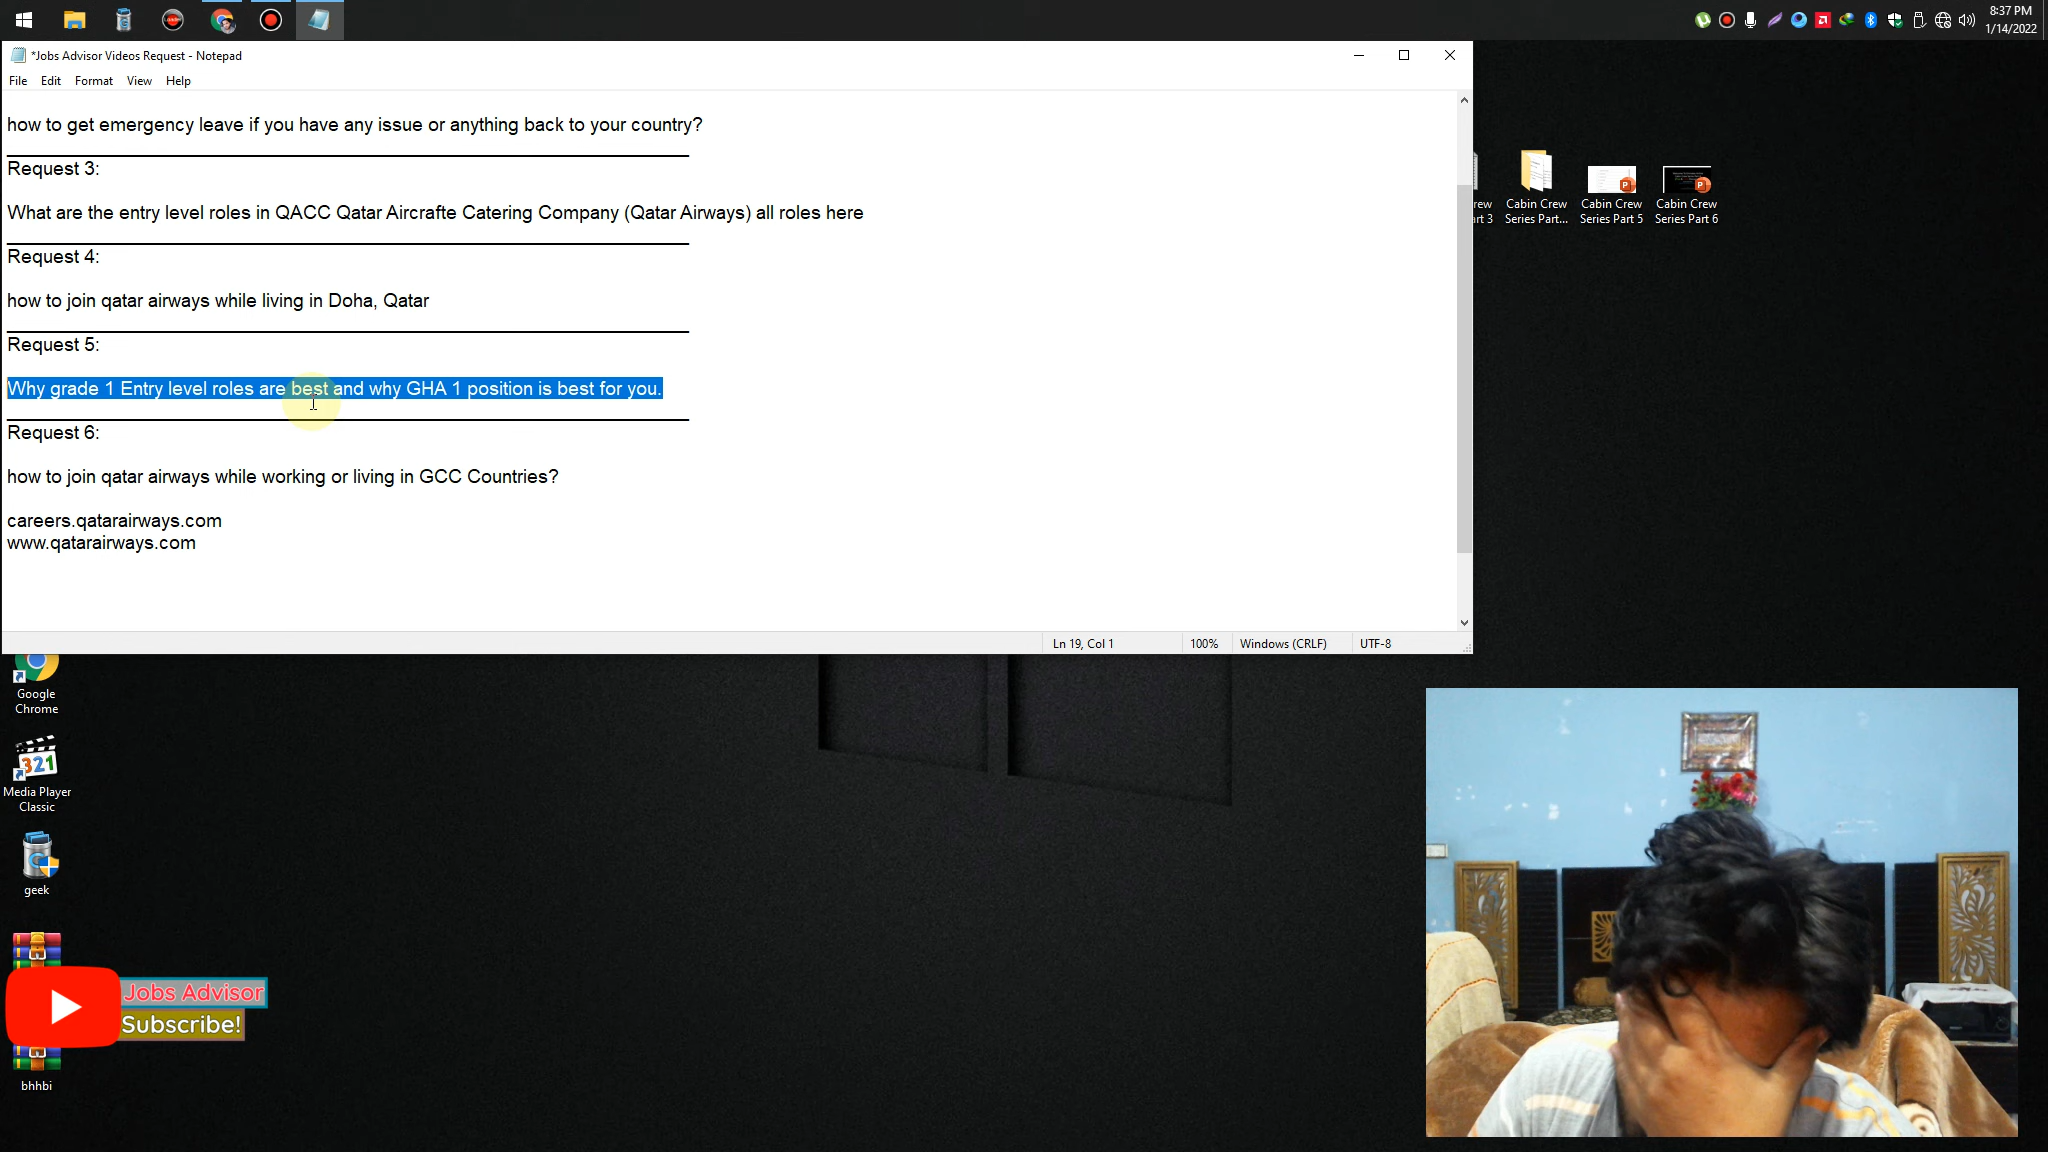 8:37 PM
1/14/2022
*Jobs Advisor Videos Request - Notepad
File Edit Format View Help
how to get emergency leave if you have any issue or anything back to your country?
Request 3:
What are the entry level roles in QACC Qatar Aircrafte Catering Company (Qatar Airways) all roles here
Request 4:
how to join qatar airways while living in Doha, Qatar
Request 5:
Why grade 1 Entry level roles are best and why GHA 1 position is best for you.
Request 6:
how to join qatar airways while working or living in GCC Countries?
careers.qatarairways.com
www.qatarairways.com
Ln 19, Col 1 100% Windows (CRLF) UTF-8
rew
art 3
Cabin Crew
Series Part...
Cabin Crew
Series Part 5
Cabin Crew
Series Part 6
Google
Chrome
321
Media Player
Classic
geek
Jobs Advisor
Subscribe!
bhhbi